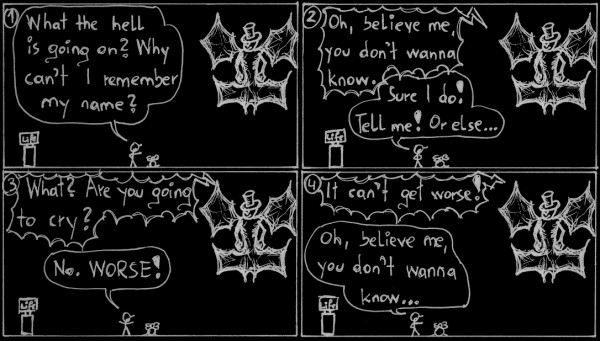 1
What the hell
is going on? Why
can't I remember
my name?
Life
2
Oh, believe me,
you don't wanna
know.
Sure I do!
Tell me! Or else...
Life
3
What? Are you going
to cry?
No. WORSE!
Life
4
It can't get worse!
Oh, believe me,
you don't wanna
know...
Life